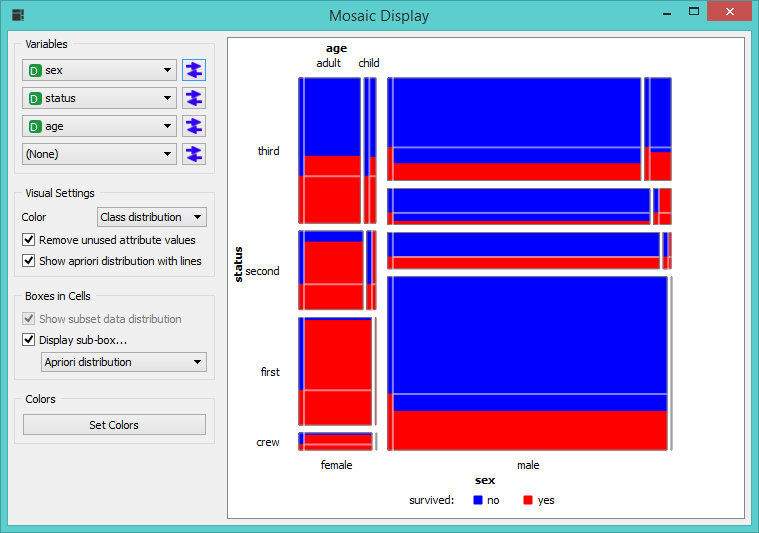 Mosaic Display
Variables
D sex
D status
D age
(None)
Visual Settings
Color Class distribution
Remove unused attribute values
Show apriori distribution with lines
Boxes in Cells
Show subset data distribution
Display sub-box...
Apriori distribution
Colors
Set Colors
age
adult child
third
status
second
first
crew
female male
sex
survived: no yes